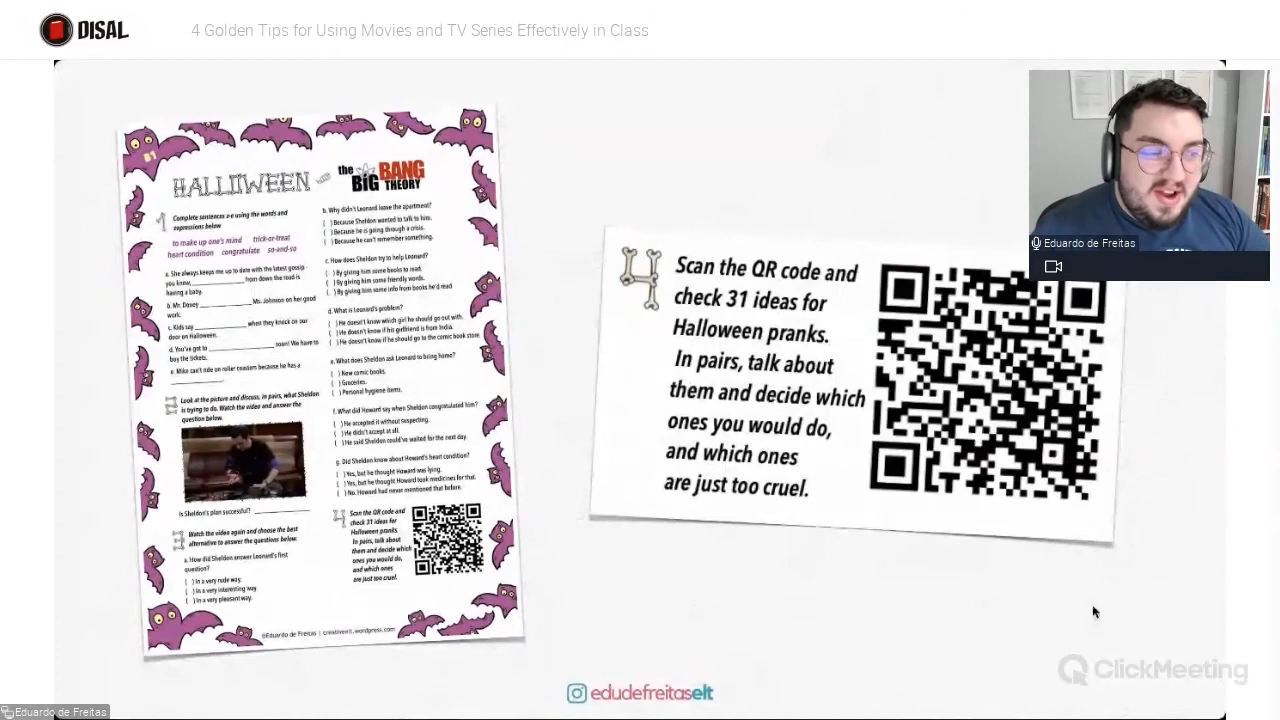 DISAL
4 Golden Tips for Using Movies and TV Series Effectively in Class
HALLOWEEN
the BIG BANG THEORY
1
Complete sentences a-e using the words and
expressions below
to make up one's mind trick-or-treat
heart condition congratulate so-and-so
a. She always keeps me up to date with the latest gossip -
you know, ______________ from down the road is
having a baby.
b. Mr. Dosey ______________ Ms. Johnson on her good
work.
c. Kids say ______________ when they knock on our
door on Halloween.
d. You've got to ______________ soon! We have to
buy the tickets.
e. Mike can't ride on roller coasters because he has a
______________.
2
Look at the picture and discuss, in pairs, what Sheldon
is trying to do. Watch the video and answer the
question below.
Is Sheldon's plan successful? ______________
3
Watch the video again and choose the best
alternative to answer the questions below.
a. How did Sheldon answer Leonard's first
question?
( ) In a very rude way.
( ) In a very interesting way.
( ) In a very pleasant way.
b. Why didn't Leonard leave the apartment?
( ) Because Sheldon wanted to talk to him.
( ) Because he is going through a crisis.
( ) Because he can't remember something.
c. How does Sheldon try to help Leonard?
( ) By giving him some books to read.
( ) By giving him some friendly words.
( ) By giving him some info from books he'd read
d. What is Leonard's problem?
( ) He doesn't know which girl he should go out with.
( ) He doesn't know if his girlfriend is from India.
( ) He doesn't know if he should go to the comic book store.
e. What does Sheldon ask Leonard to bring home?
( ) New comic books.
( ) Groceries.
( ) Personal hygiene items.
f. What did Howard say when Sheldon congratulated him?
( ) He accepted it without suspecting.
( ) He didn't accept at all.
( ) He said Sheldon could've waited for the next day.
g. Did Sheldon know about Howard's heart condition?
( ) Yes, but he thought Howard was lying.
( ) Yes, but he thought Howard took medicines for that.
( ) No. Howard had never mentioned that before.
4
Scan the QR code and
check 31 ideas for
Halloween pranks.
In pairs, talk about
them and decide which
ones you would do,
and which ones
are just too cruel.
©Eduardo de Freitas | creativeelt.wordpress.com
4
Scan the QR code and
check 31 ideas for
Halloween pranks.
In pairs, talk about
them and decide which
ones you would do,
and which ones
are just too cruel.
Eduardo de Freitas
edudefreitaselt
ClickMeeting
Eduardo de Freitas